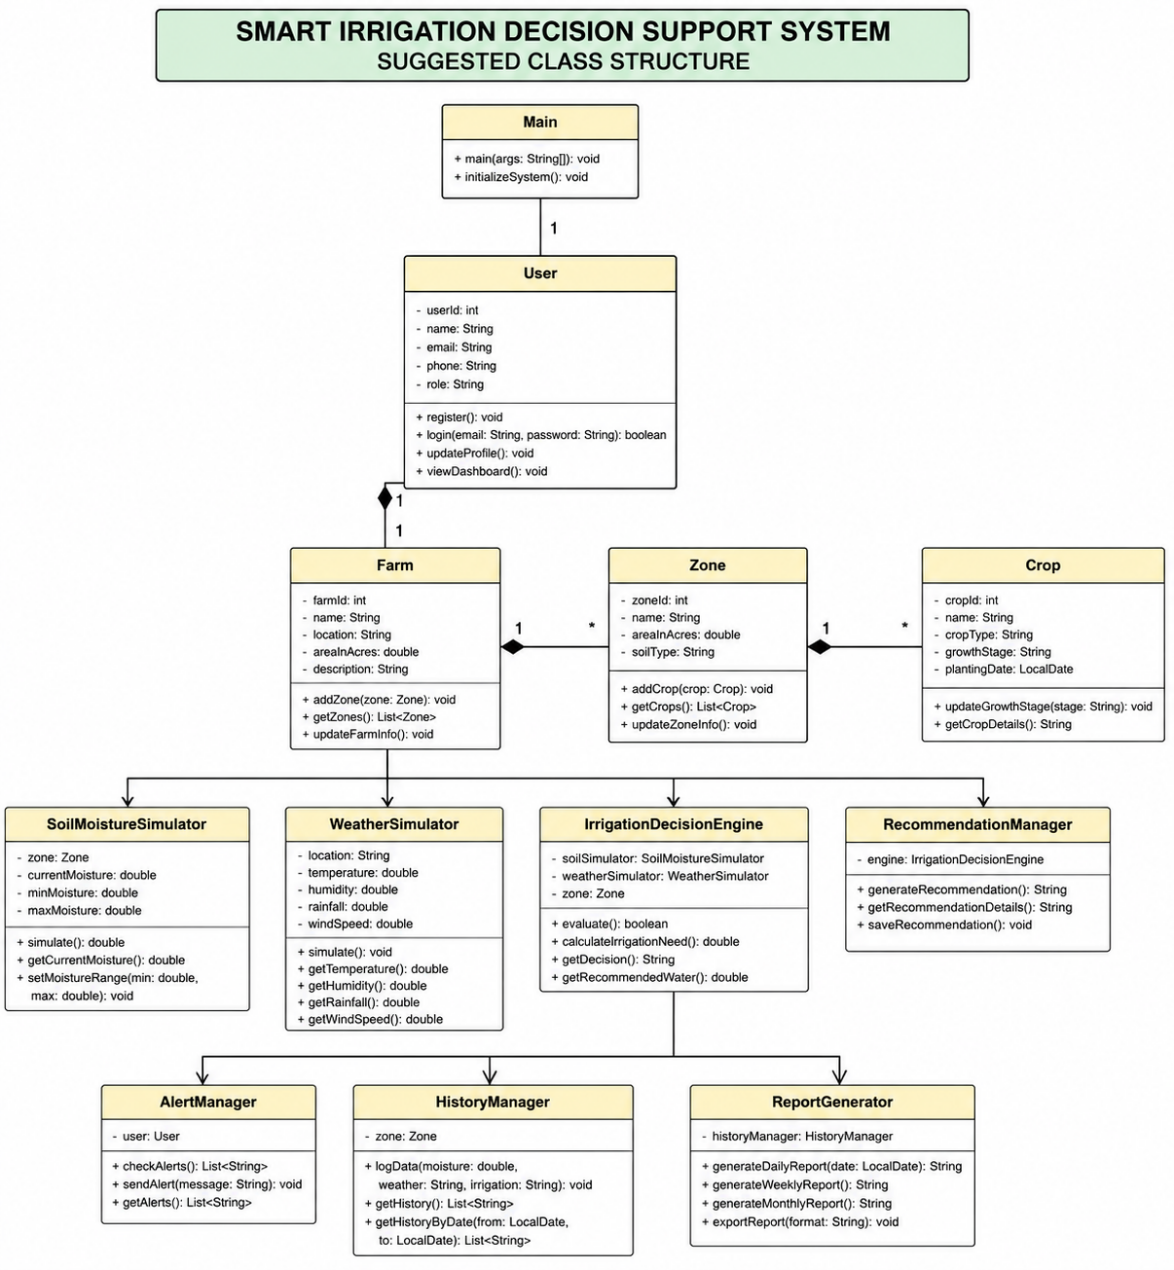 SMART IRRIGATION DECISION SUPPORT SYSTEM
SUGGESTED CLASS STRUCTURE
Main
+ main(args: String[]): void
+ initializeSystem(): void
1
User
- userId: int
- name: String
- email: String
- phone: String
- role: String
+ register(): void
+ login(email: String, password: String): boolean
+ updateProfile(): void
+ viewDashboard(): void
1
1
Farm
- farmId: int
- name: String
- location: String
- areaInAcres: double
- description: String
+ addZone(zone: Zone): void
+ getZones(): List<Zone>
+ updateFarmInfo(): void
1
*
Zone
- zoneId: int
- name: String
- areaInAcres: double
- soilType: String
+ addCrop(crop: Crop): void
+ getCrops(): List<Crop>
+ updateZoneInfo(): void
1
*
Crop
- cropId: int
- name: String
- cropType: String
- growthStage: String
- plantingDate: LocalDate
+ updateGrowthStage(stage: String): void
+ getCropDetails(): String
SoilMoistureSimulator
- zone: Zone
- currentMoisture: double
- minMoisture: double
- maxMoisture: double
+ simulate(): double
+ getCurrentMoisture(): double
+ setMoistureRange(min: double,
max: double): void
WeatherSimulator
- location: String
- temperature: double
- humidity: double
- rainfall: double
- windSpeed: double
+ simulate(): void
+ getTemperature(): double
+ getHumidity(): double
+ getRainfall(): double
+ getWindSpeed(): double
IrrigationDecisionEngine
- soilSimulator: SoilMoistureSimulator
- weatherSimulator: WeatherSimulator
- zone: Zone
+ evaluate(): boolean
+ calculateIrrigationNeed(): double
+ getDecision(): String
+ getRecommendedWater(): double
RecommendationManager
- engine: IrrigationDecisionEngine
+ generateRecommendation(): String
+ getRecommendationDetails(): String
+ saveRecommendation(): void
AlertManager
- user: User
+ checkAlerts(): List<String>
+ sendAlert(message: String): void
+ getAlerts(): List<String>
HistoryManager
- zone: Zone
+ logData(moisture: double,
weather: String, irrigation: String): void
+ getHistory(): List<String>
+ getHistoryByDate(from: LocalDate,
to: LocalDate): List<String>
ReportGenerator
- historyManager: HistoryManager
+ generateDailyReport(date: LocalDate): String
+ generateWeeklyReport(): String
+ generateMonthlyReport(): String
+ exportReport(format: String): void